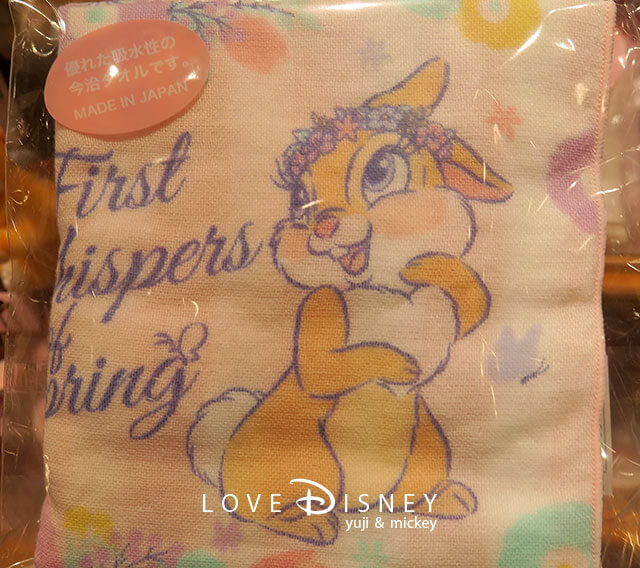 優れた吸水性の
今治タオルです。
MADE IN JAPAN
First
hispers
of
pring
LOVE DISNEY
yuji & mickey